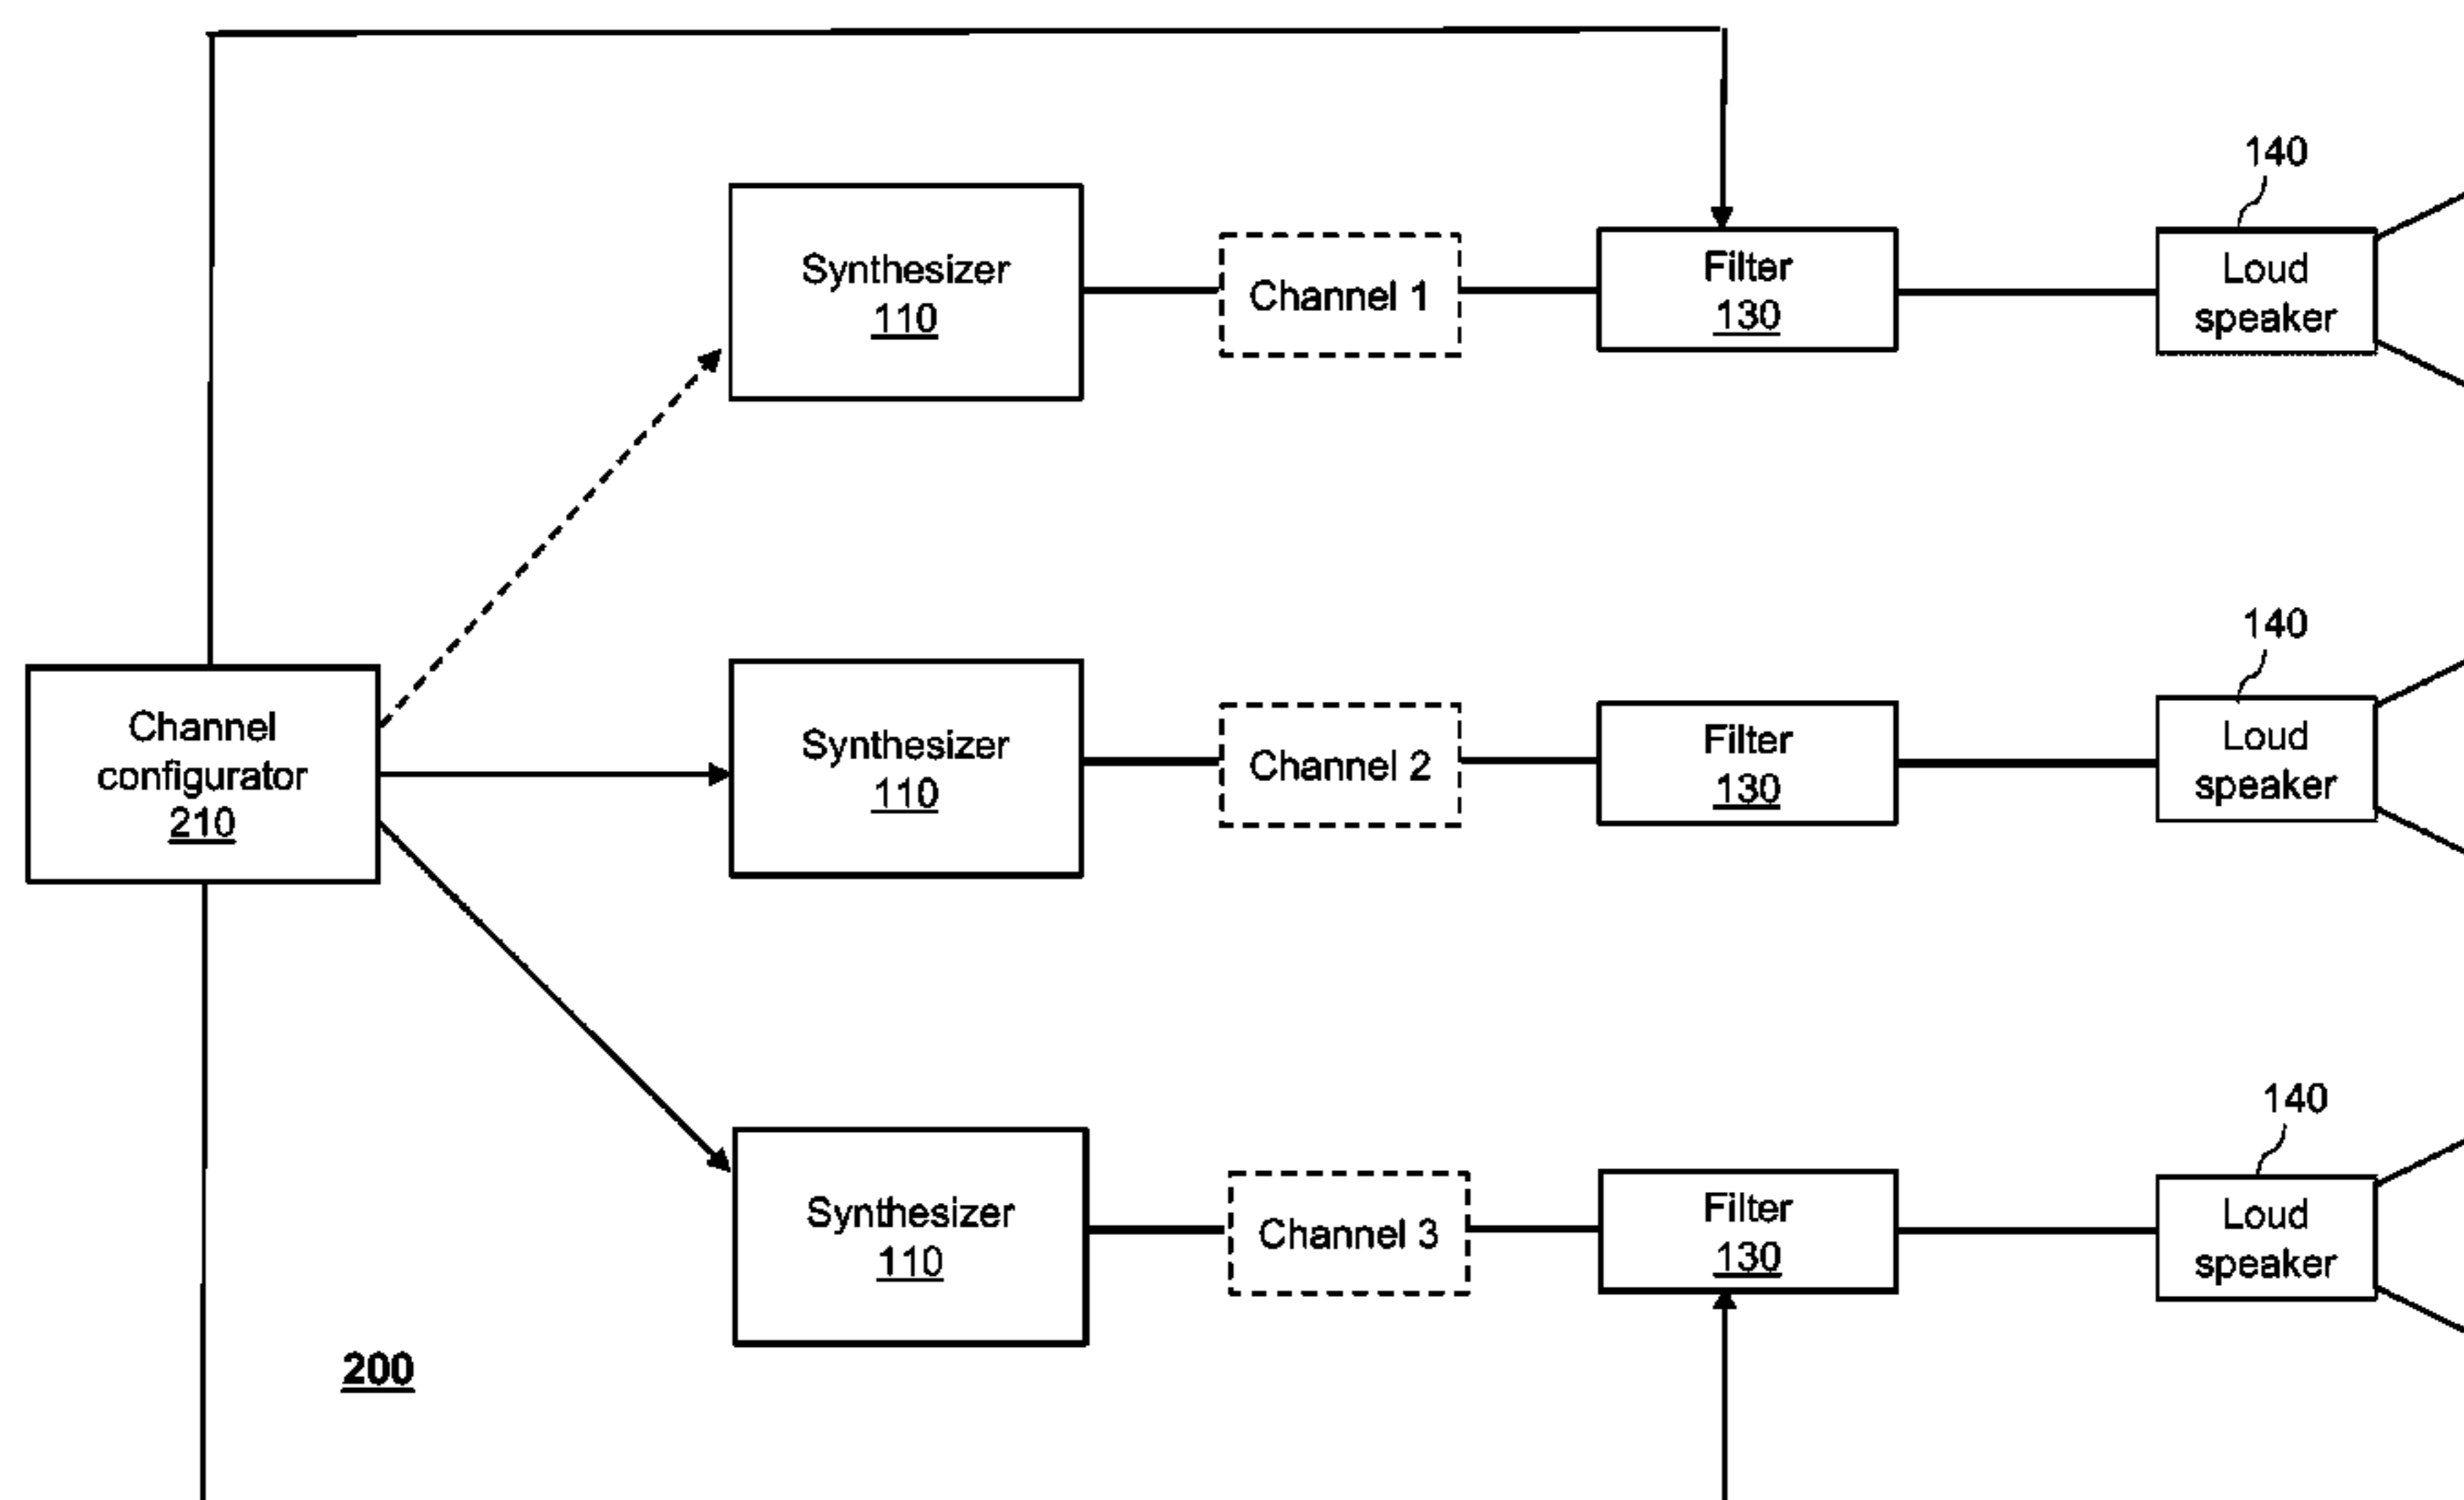 140
Synthesizer
110
Channel 1
Filter
130
Loud
speaker
140
Channel
configurator
210
Synthesizer
110
Channel 2
Filter
130
Loud
speaker
140
Synthesizer
110
Channel 3
Filter
130
Loud
speaker
200